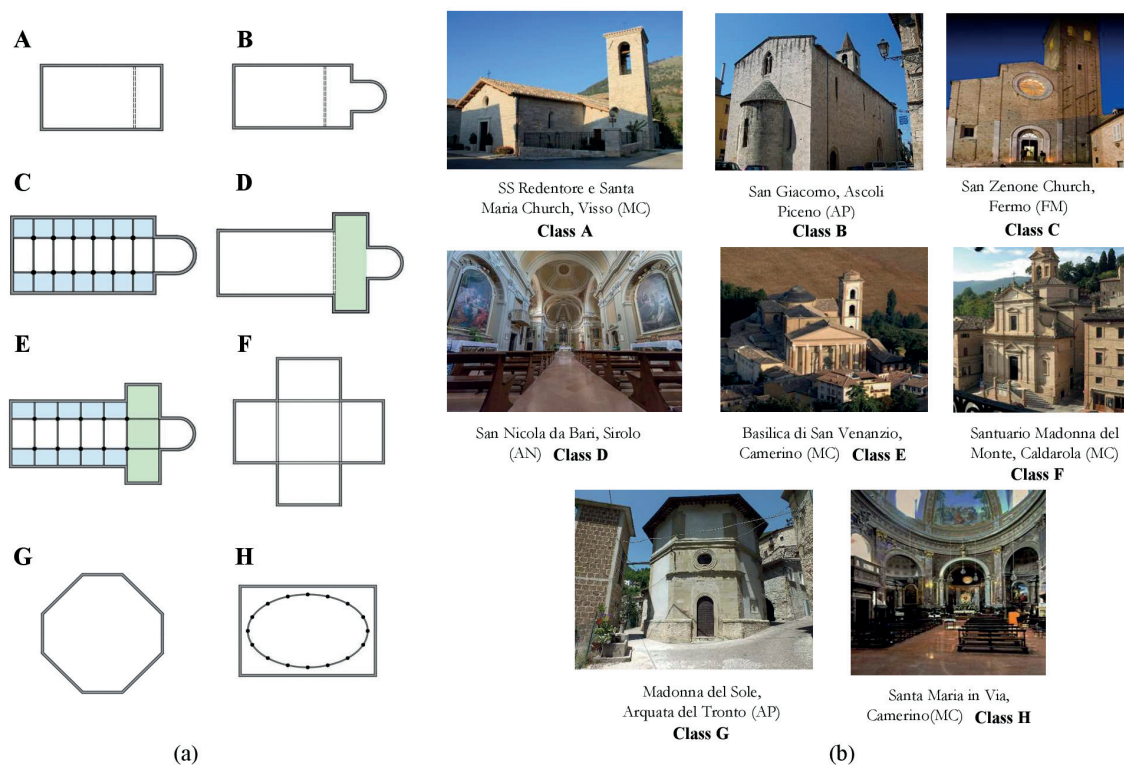 A
B
C
D
E
F
G
H
(a)
SS Redentore e Santa
Maria Church, Visso (MC)
Class A
San Giacomo, Ascoli
Piceno (AP)
Class B
San Zenone Church,
Fermo (FM)
Class C
San Nicola da Bari, Sirolo
(AN) Class D
Basilica di San Venanzio,
Camerino (MC) Class E
Santuario Madonna del
Monte, Caldarola (MC)
Class F
Madonna del Sole,
Arquata del Tronto (AP)
Class G
Santa Maria in Via,
Camerino(MC) Class H
(b)